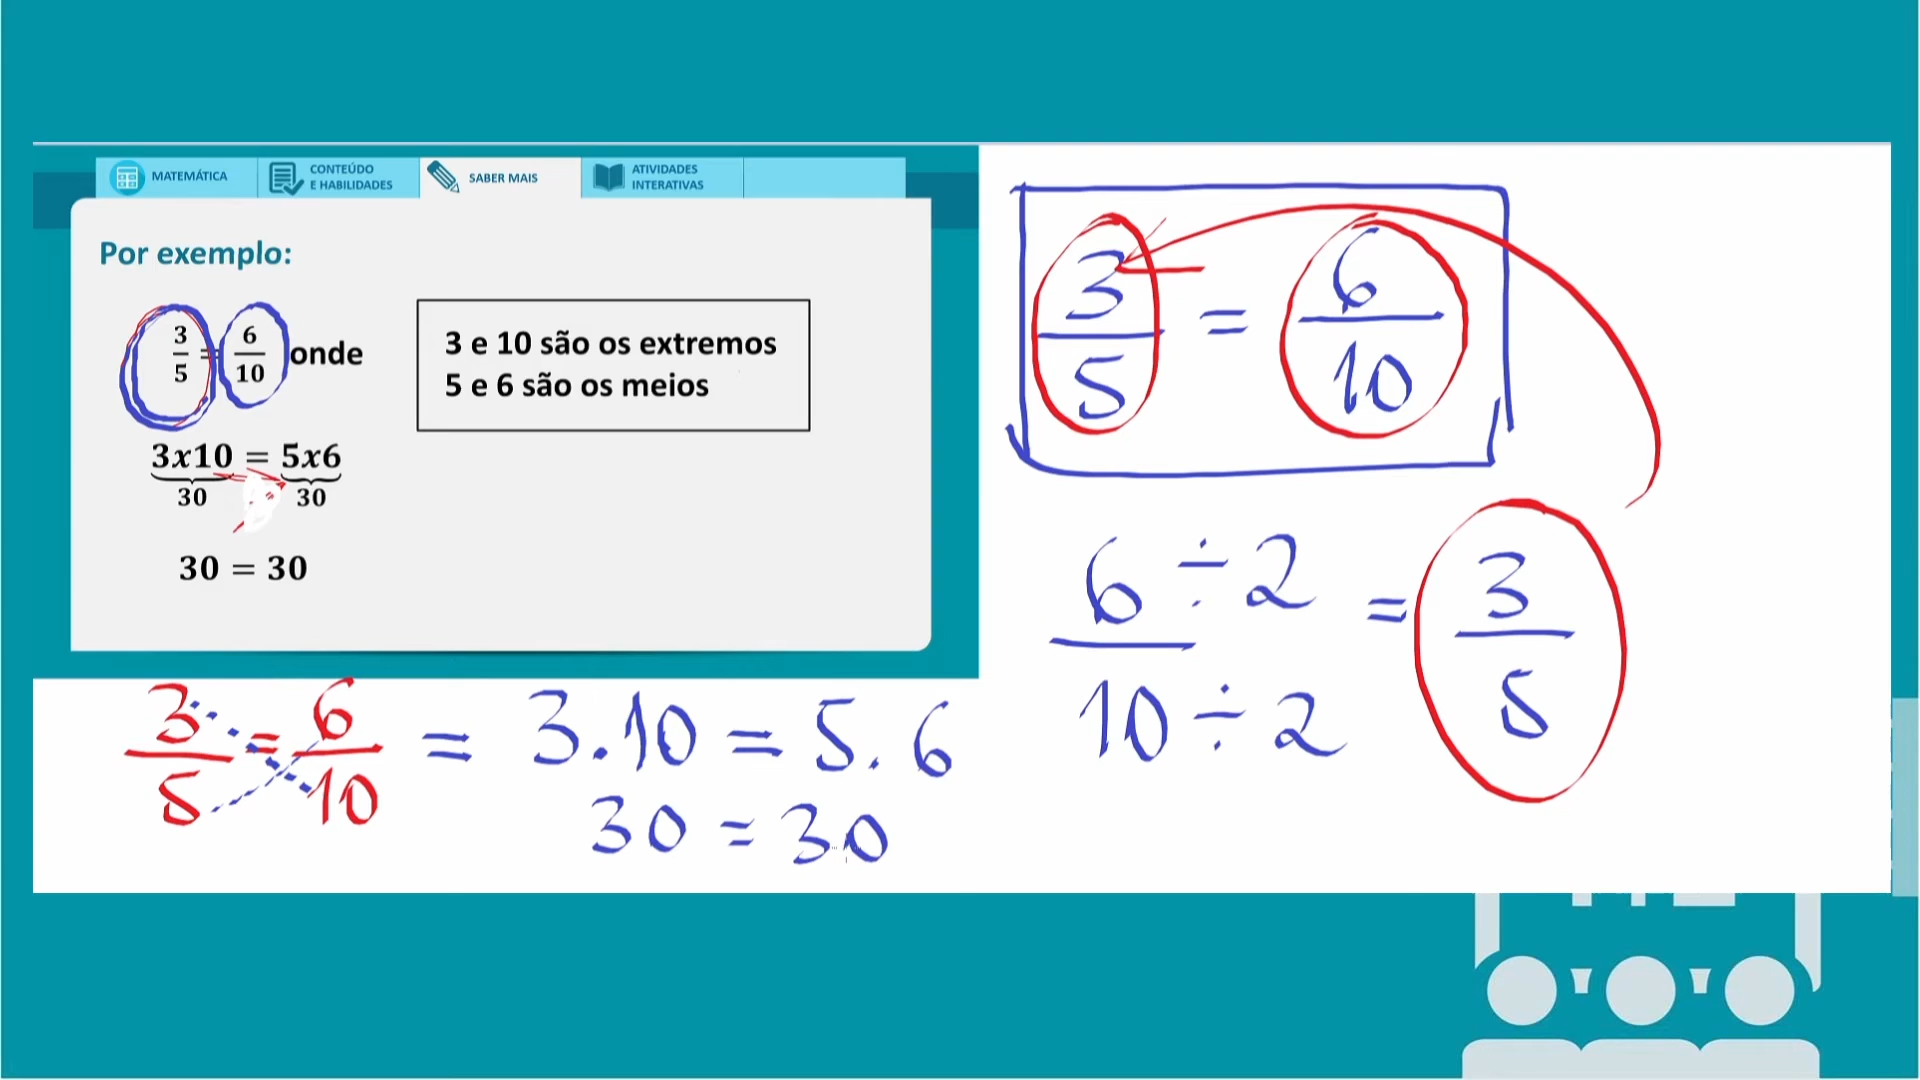 MATEMÁTICA
CONTEÚDO
E HABILIDADES
SABER MAIS
ATIVIDADES
INTERATIVAS
Por exemplo:
3/5 = 6/10 onde
3 e 10 são os extremos
5 e 6 são os meios
3x10 = 5x6
30 30
30 = 30
3/5 = 6/10
6 ÷ 2 / 10 ÷ 2 = 3/5
3/5 = 6/10 = 3.10 = 5.6
30 = 30